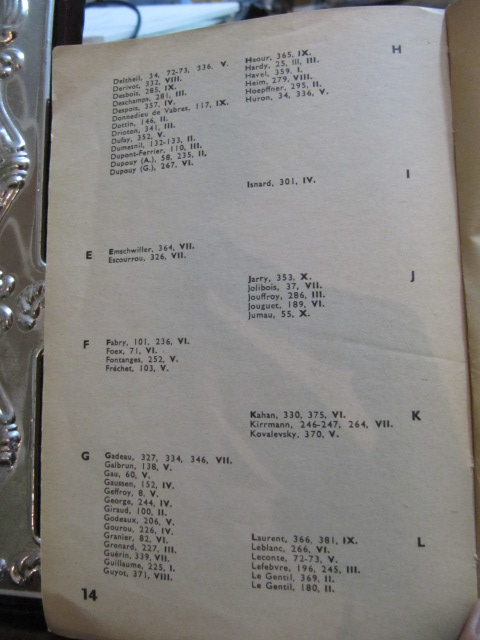 Deltheil, 34, 72-73, 336, V.
Derivot, 332, VIII.
Desbois, 285, IX.
Deschamps, 281, III.
Despois, 357, IV.
Donnedieu de Vabres, 117, IX.
Dottin, 146, II.
Drioton, 341, III.
Dufay, 352, V.
Dumesnil, 132-133, II.
Dupont-Ferrier, 110, III.
Dupouy (A.), 58, 235, II,
Dupouy (G.), 267, VI.
E
Emschwiller, 364, VII.
Escourrou, 326, VII.
F
Fabry, 101, 236, VI.
Foex, 71, VI.
Fontanges, 252, V.
Fréchet, 103, V.
G
Gadeau, 327, 334, 346, VII.
Galbrun, 138, V.
Gau, 60, V.
Gaussen, 152, IV.
Geffroy, 8, V.
George, 244, IV.
Giraud, 100, II.
Godeaux, 206, V.
Gourou, 226, IV.
Granier, 82, VI.
Grenard, 227, III.
Guérin, 339, VII.
Guillaume, 225, I.
Guyot, 371, VIII.
14
H
Haour, 365, IX.
Hardy, 25, III, III.
Havel, 359, I.
Heim, 279, VIII.
Hoepffner, 295, II.
Huron, 34, 336, V.
I
Isnard, 301, IV.
J
Jarry, 353, X.
Jolibois, 37, VII.
Jouffroy, 286, III.
Jouguet, 189, VI.
Jumau, 55, X.
K
Kahan, 330, 375, VI.
Kirrmann, 246-247, 264, VII.
Kovalevsky, 370, V.
L
Laurent, 366, 381, IX.
Leblanc, 266, VI.
Leconte, 72-73, V.
Lefebvre, 196, 245, III.
Le Gentil, 369, II.
Le Gentil, 180, II.